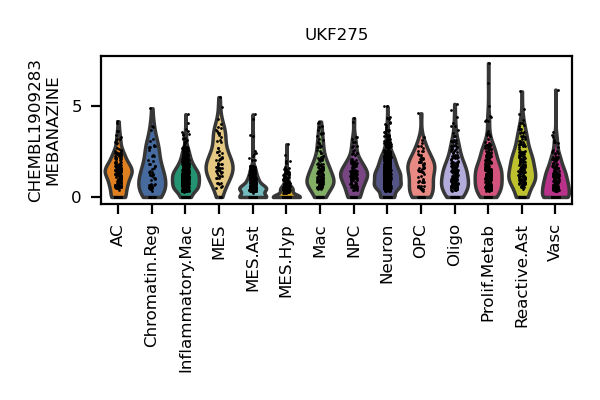 UKF275
CHEMBL1909283
MEBANAZINE
5
0
AC
Chromatin.Reg
Inflammatory.Mac
MES
MES.Ast
MES.Hyp
Mac
NPC
Neuron
OPC
Oligo
Prolif.Metab
Reactive.Ast
Vasc